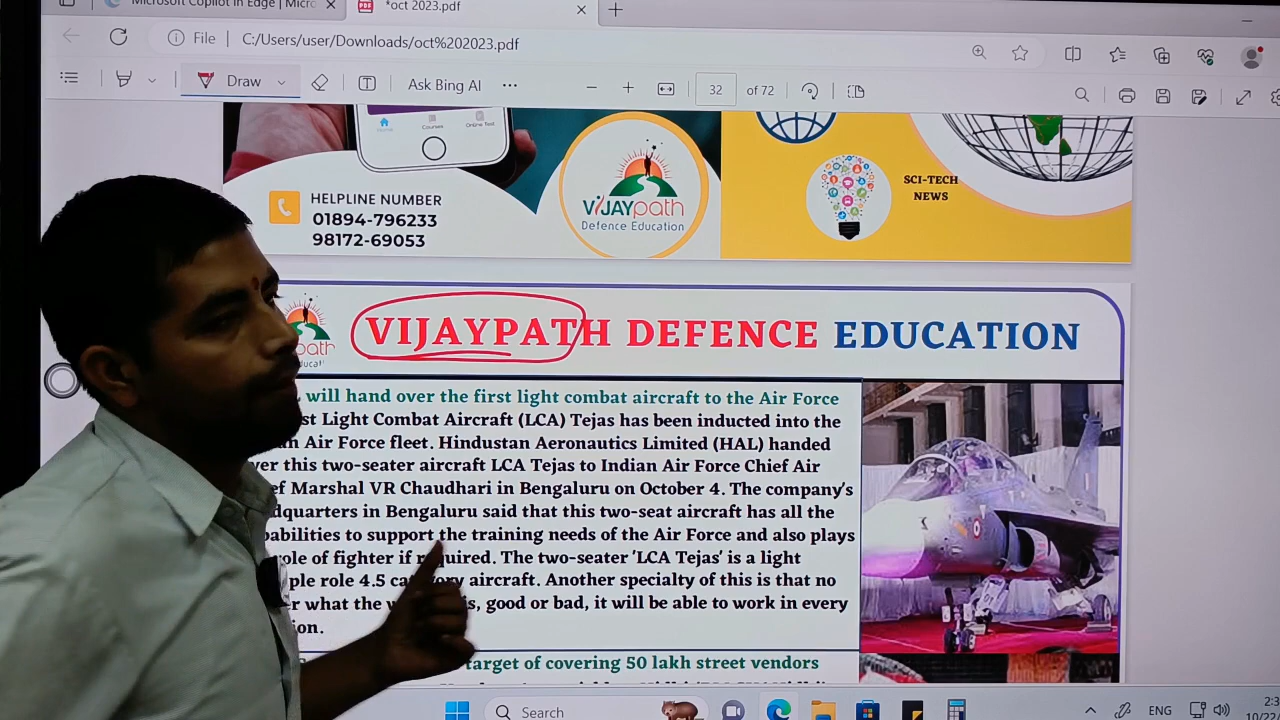 Microsoft Copilot in Edge | Micr
*oct 2023.pdf
File | C:/Users/user/Downloads/oct%202023.pdf
Draw
Ask Bing AI
32 of 72
Home
Courses
HELPLINE NUMBER
01894-796233
98172-69053
VIJAYpath
Defence Education
SCI-TECH
NEWS
VIJAYPATH DEFENCE EDUCATION
will hand over the first light combat aircraft to the Air Force
Light Combat Aircraft (LCA) Tejas has been inducted into the
Air Force fleet. Hindustan Aeronautics Limited (HAL) handed
this two-seater aircraft LCA Tejas to Indian Air Force Chief Air
Marshal VR Chaudhari in Bengaluru on October 4. The company's
in Bengaluru said that this two-seat aircraft has all the
to support the training needs of the Air Force and also plays
role of fighter if required. The two-seater 'LCA Tejas' is a light
role 4.5 aircraft. Another specialty of this is that no
what the is, good or bad, it will be able to work in every
target of covering 50 lakh street vendors
Search
ENG